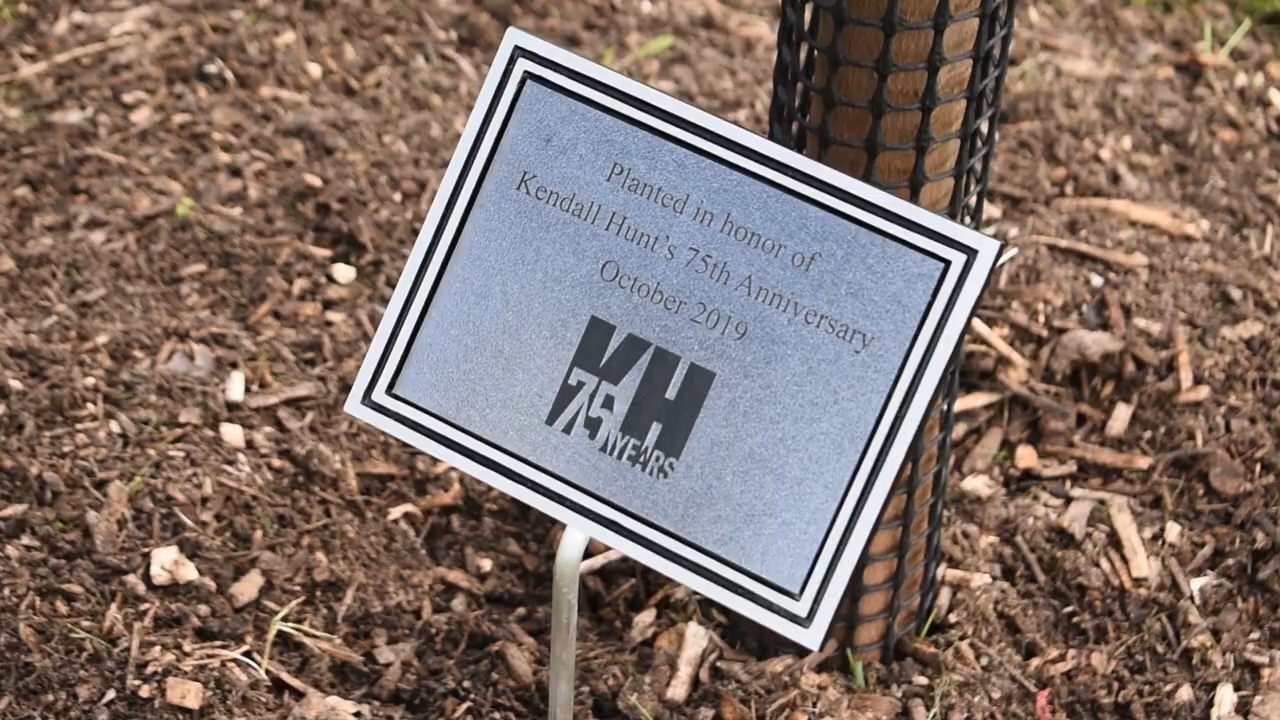 Planted in honor of
Kendall Hunt's 75th Anniversary
October 2019
KH
75
YEARS